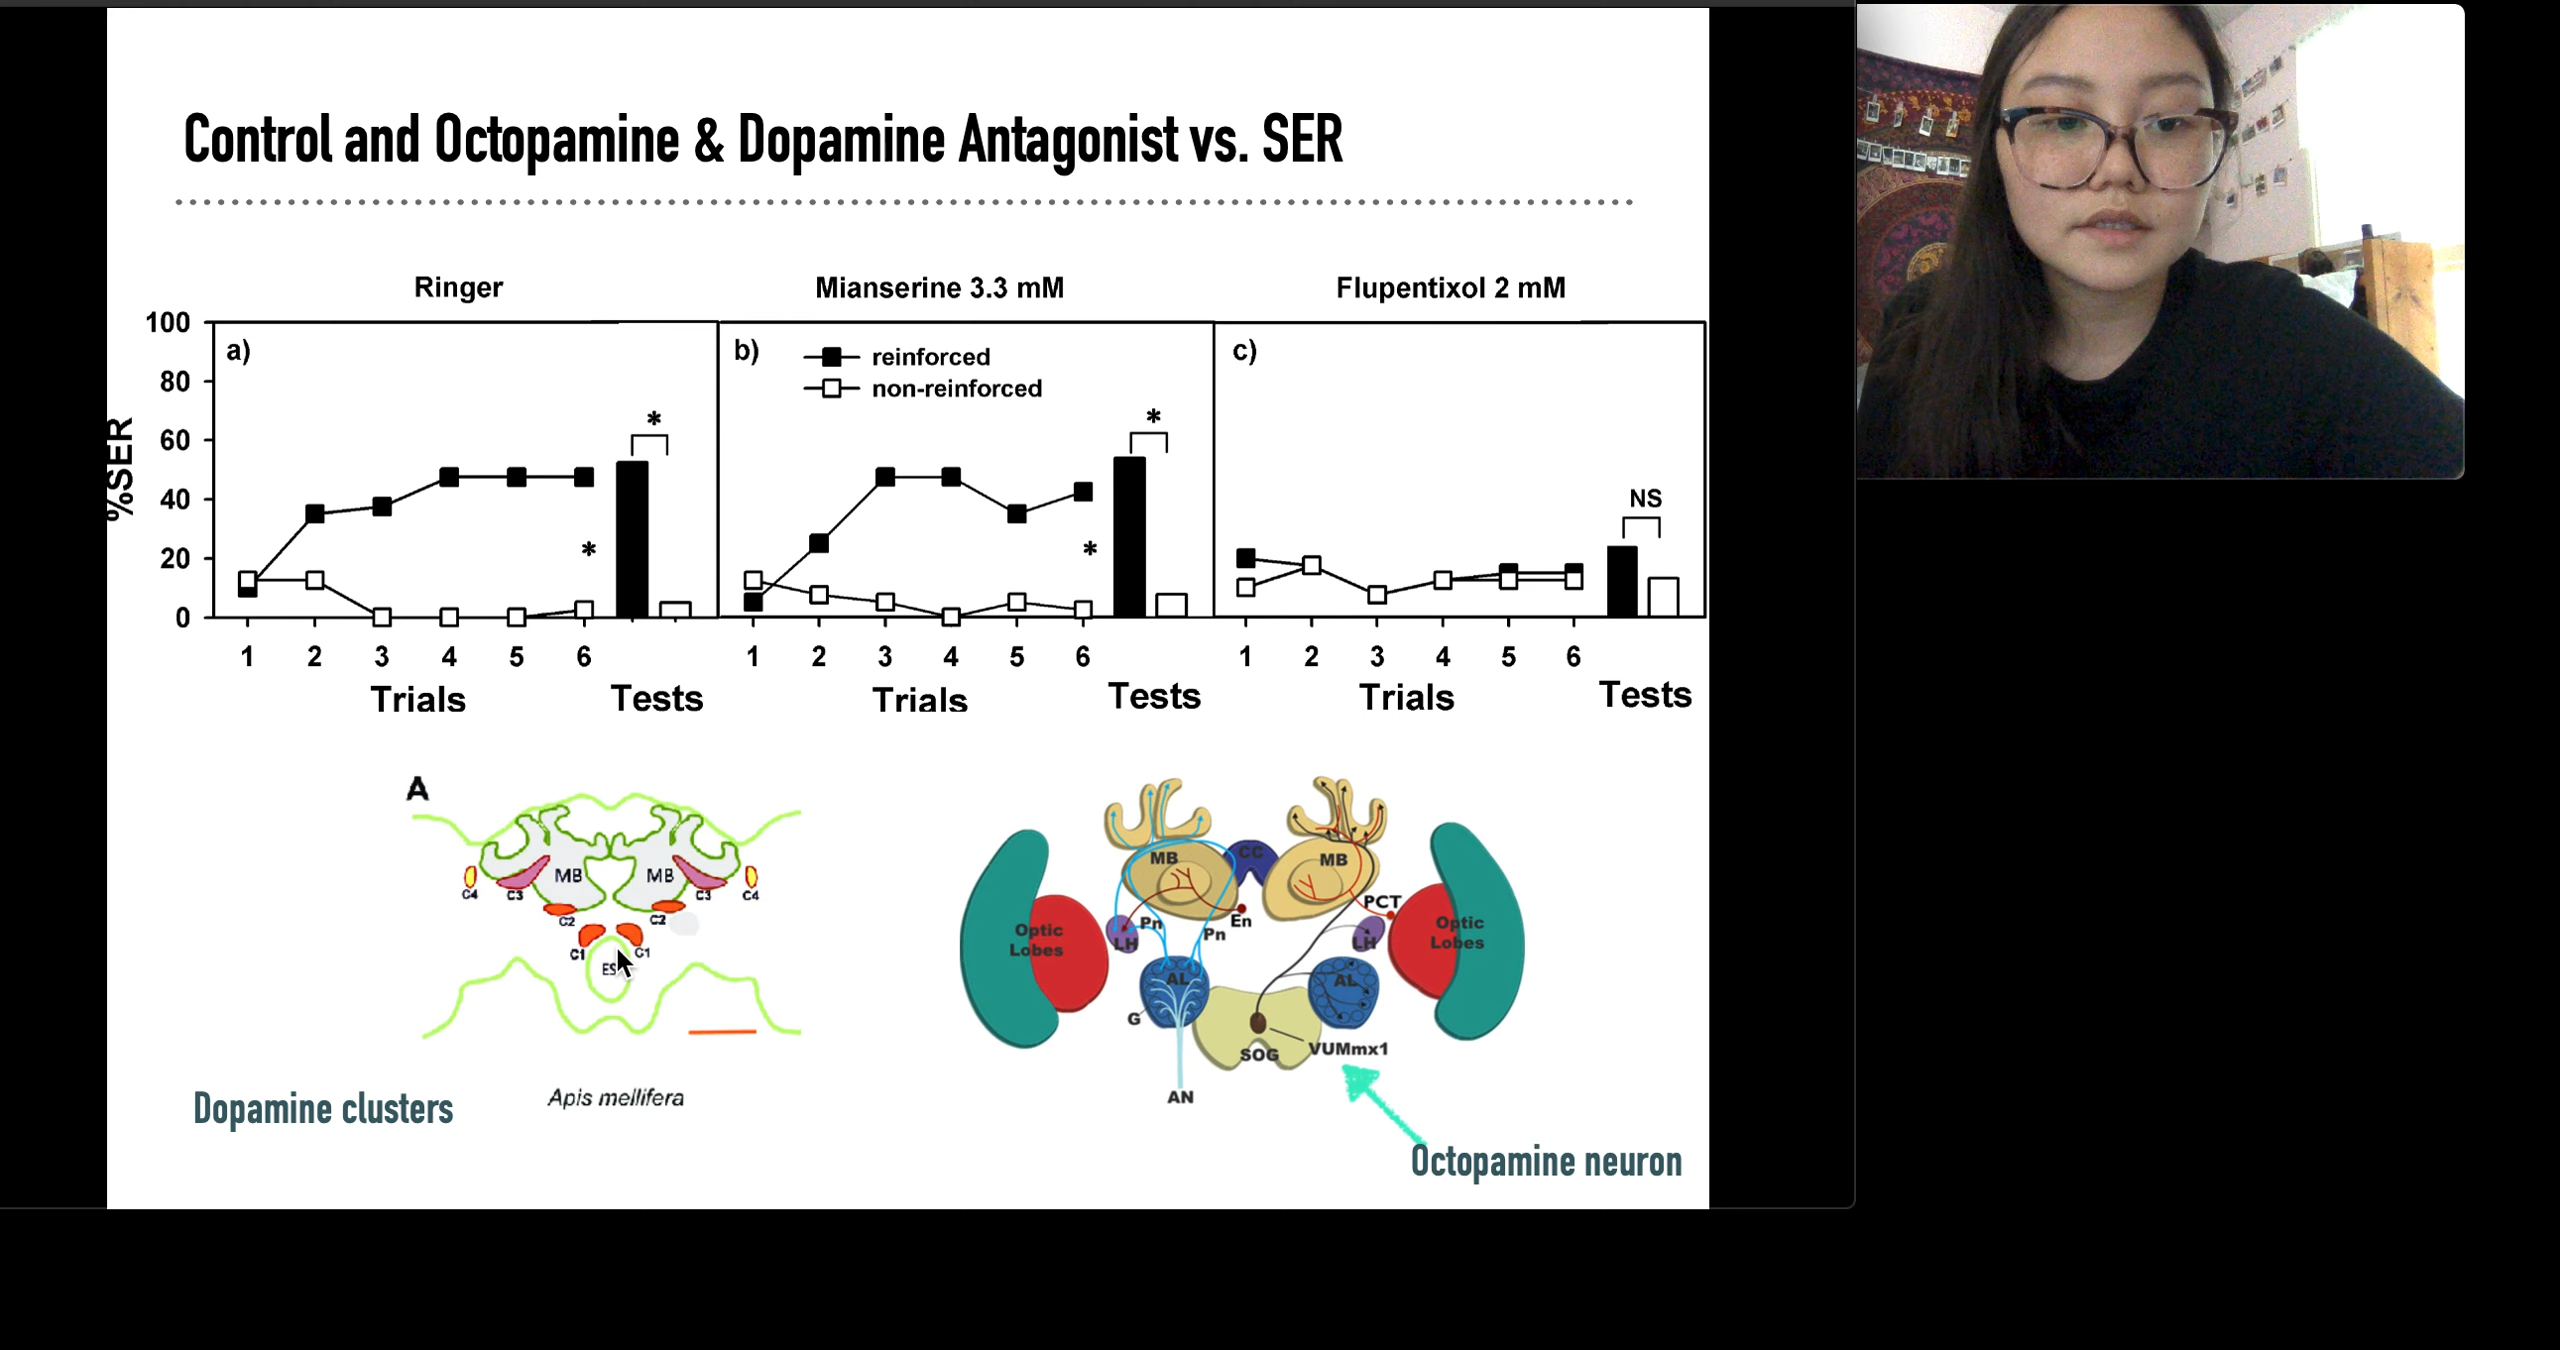 Control and Octopamine & Dopamine Antagonist vs. SER
Ringer
Mianserine 3.3 mM
Flupentixol 2 mM
%SER
100
80
60
40
20
0
a)
*
*
1 2 3 4 5 6
Trials
Tests
b)
reinforced
non-reinforced
*
*
1 2 3 4 5 6
Trials
Tests
c)
NS
1 2 3 4 5 6
Trials
Tests
A
MB MB
C4 C3 C3 C4
C2 C2
C1 C1
ES
Apis mellifera
Dopamine clusters
MB CC MB
PCT
Pn En
Pn
Optic
Lobes
LH
LH
Optic
Lobes
AL AL
G
SOG
VUMmx1
AN
Octopamine neuron